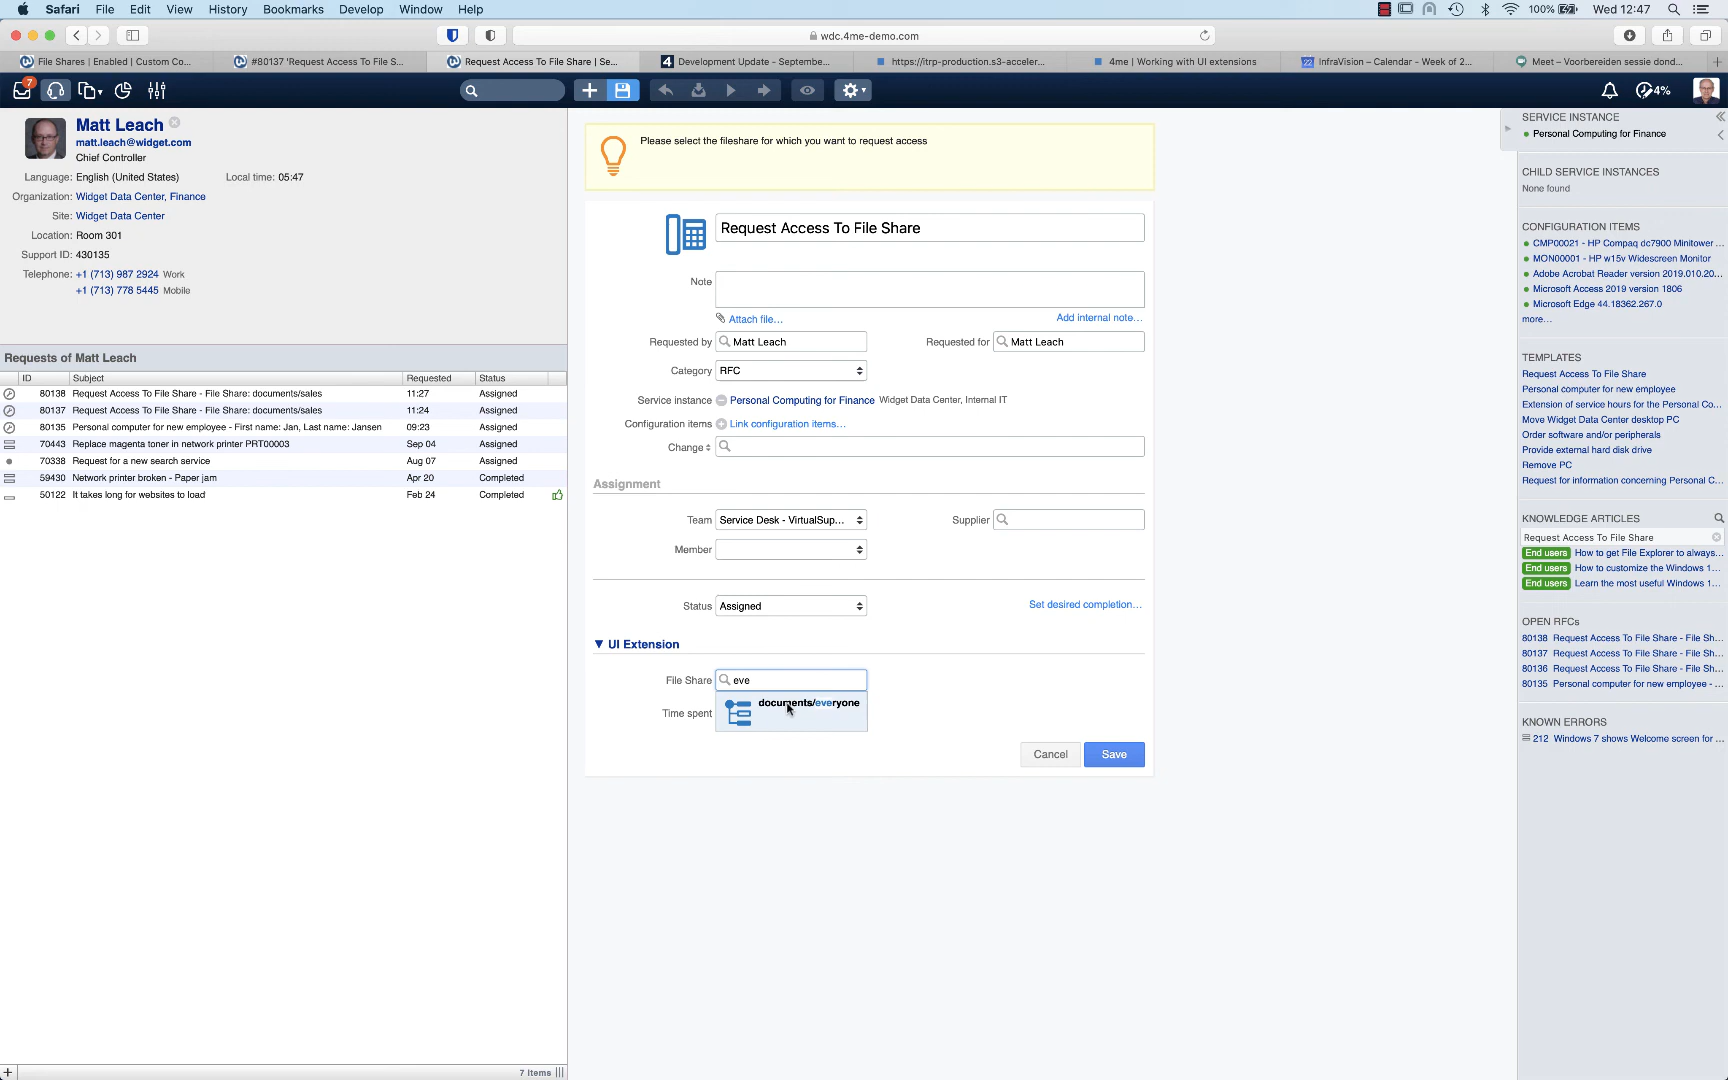 Safari File Edit View History Bookmarks Develop Window Help
100% Wed 12:47
wdc.4me-demo.com
File Shares | Enabled | Custom Co...
#80137 'Request Access To File S...
Request Access To File Share | Se...
Development Update - Septembe...
https://itrp-production.s3-acceler...
4me | Working with UI extensions
InfraVision – Calendar - Week of 2...
Meet – Voorbereiden sessie dond...
7
4%
Matt Leach
matt.leach@widget.com
Chief Controller
Language: English (United States) Local time: 05:47
Organization: Widget Data Center, Finance
Site: Widget Data Center
Location: Room 301
Support ID: 430135
Telephone: +1 (713) 987 2924 Work
+1 (713) 778 5445 Mobile
Requests of Matt Leach
ID Subject Requested Status
80138 Request Access To File Share - File Share: documents/sales 11:27 Assigned
80137 Request Access To File Share - File Share: documents/sales 11:24 Assigned
80135 Personal computer for new employee - First name: Jan, Last name: Jansen 09:23 Assigned
70443 Replace magenta toner in network printer PRT00003 Sep 04 Assigned
70338 Request for a new search service Aug 07 Assigned
59430 Network printer broken - Paper jam Apr 20 Completed
50122 It takes long for websites to load Feb 24 Completed
7 items
Please select the fileshare for which you want to request access
Request Access To File Share
Note
Attach file... Add internal note...
Requested by Matt Leach Requested for Matt Leach
Category RFC
Service instance Personal Computing for Finance Widget Data Center, Internal IT
Configuration items Link configuration items...
Change
Assignment
Team Service Desk - VirtualSup... Supplier
Member
Status Assigned Set desired completion...
UI Extension
File Share eve
documents/everyone
Time spent
Cancel Save
SERVICE INSTANCE
Personal Computing for Finance
CHILD SERVICE INSTANCES
None found
CONFIGURATION ITEMS
CMP00021 - HP Compaq dc7900 Minitower ...
MON00001 - HP w15v Widescreen Monitor
Adobe Acrobat Reader version 2019.010.20...
Microsoft Access 2019 version 1806
Microsoft Edge 44.18362.267.0
more...
TEMPLATES
Request Access To File Share
Personal computer for new employee
Extension of service hours for the Personal Co...
Move Widget Data Center desktop PC
Order software and/or peripherals
Provide external hard disk drive
Remove PC
Request for information concerning Personal C...
KNOWLEDGE ARTICLES
Request Access To File Share
End users How to get File Explorer to always...
End users How to customize the Windows 1...
End users Learn the most useful Windows 1...
OPEN RFCs
80138 Request Access To File Share - File Sh...
80137 Request Access To File Share - File Sh...
80136 Request Access To File Share - File Sh...
80135 Personal computer for new employee - ...
KNOWN ERRORS
212 Windows 7 shows Welcome screen for ...